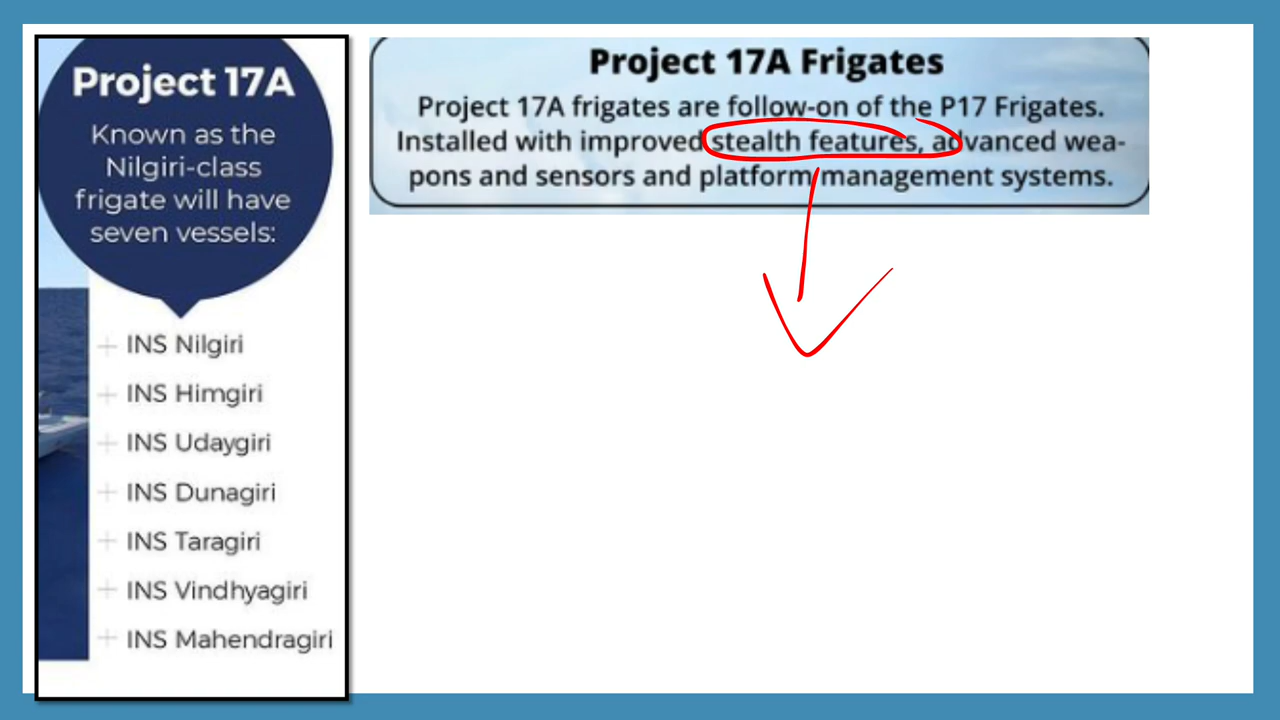 Project 17A
Known as the
Nilgiri-class
frigate will have
seven vessels:
+ INS Nilgiri
+ INS Himgiri
+ INS Udaygiri
+ INS Dunagiri
+ INS Taragiri
+ INS Vindhyagiri
+ INS Mahendragiri
Project 17A Frigates
Project 17A frigates are follow-on of the P17 Frigates.
Installed with improved stealth features, advanced wea-
pons and sensors and platform management systems.